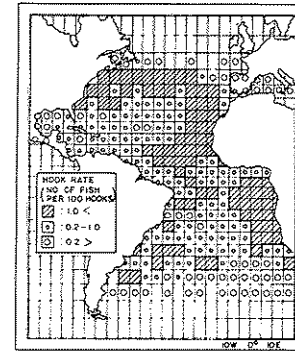 HOOK RATE
(NO. OF FISH
PER 100 HOOKS)
: 1.0 <
: 0.2-1.0
: 0.2 >
10W 0° 10E